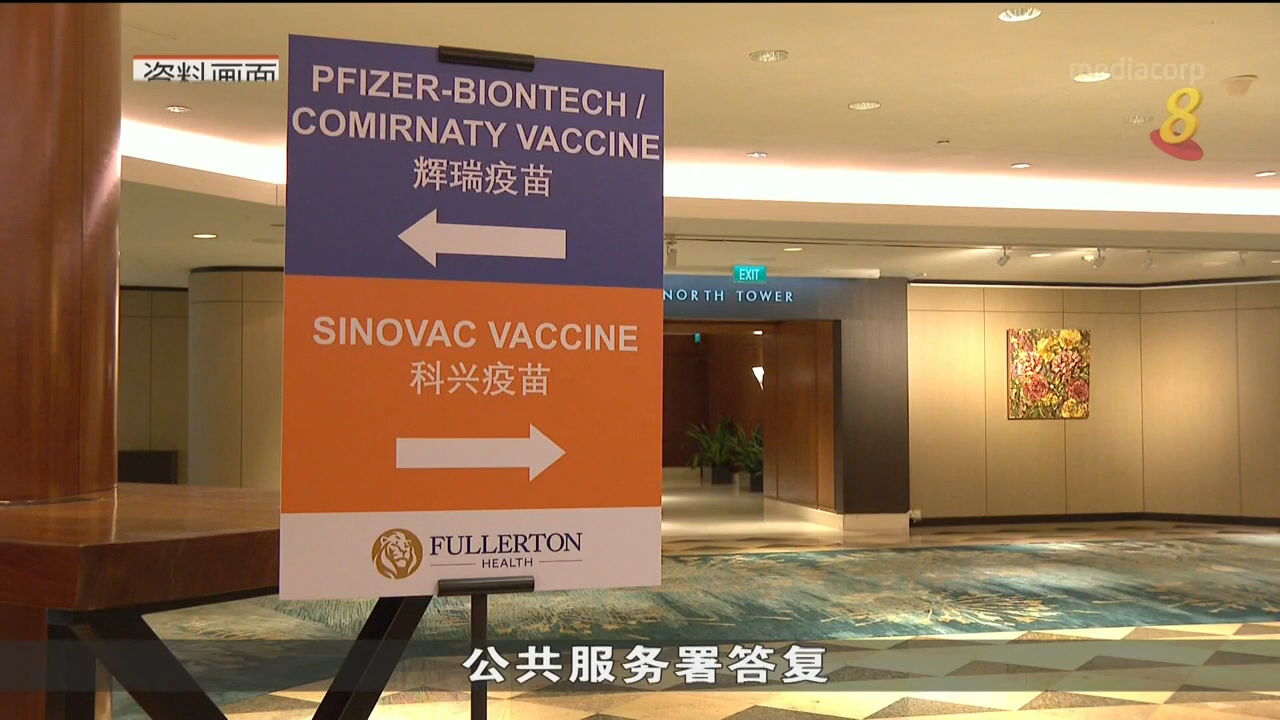 资料画面
mediacorp
8
PFIZER-BIONTECH /
COMIRNATY VACCINE
辉瑞疫苗
SINOVAC VACCINE
科兴疫苗
FULLERTON
HEALTH
EXIT
NORTH TOWER
公共服务署答复